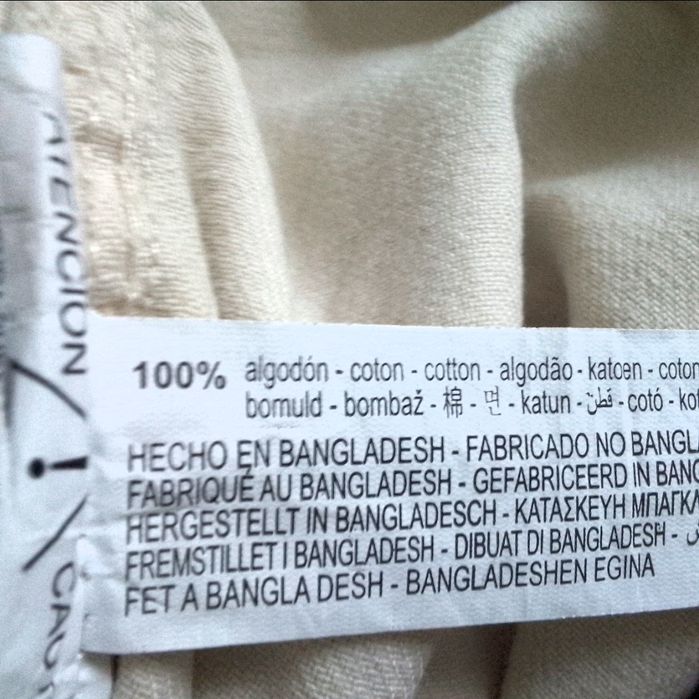 ATENCION
!
100% algodón - coton - cotton - algodão - katoen -
bomuld - bombaž - 棉 - 면 - katun - قطن - cotó -
HECHO EN BANGLADESH - FABRICADO NO
FABRIQUÉ AU BANGLADESH - GEFABRICEERD IN
HERGESTELLT IN BANGLADESCH - ΚΑΤΑΣΚΕΥΗ
FREMSTILLET I BANGLADESH - DIBUAT DI BANGLADESH -
FET A BANGLA DESH - BANGLADESHEN EGINA